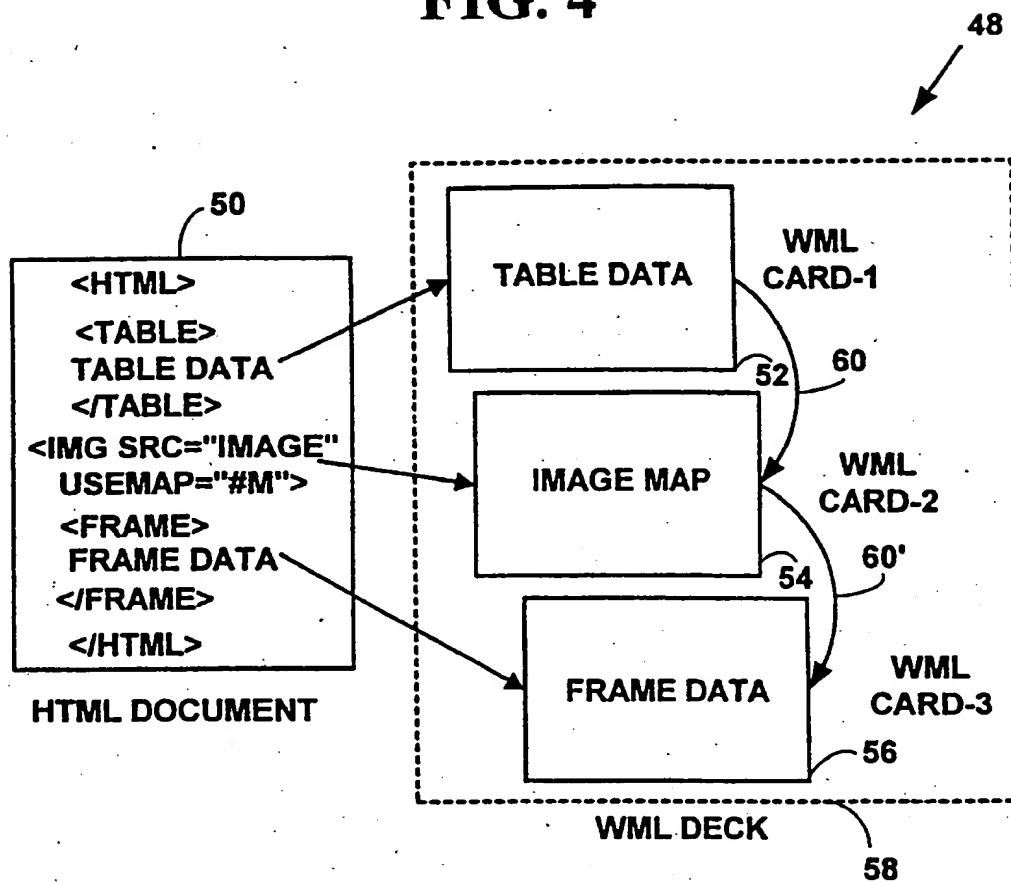 FIG. 4
48
50
<HTML>
<TABLE>
TABLE DATA
</TABLE>
<IMG SRC="IMAGE"
USEMAP="#M">
<FRAME>
FRAME DATA
</FRAME>
</HTML>
HTML DOCUMENT
TABLE DATA
WML
CARD-1
52
60
IMAGE MAP
WML
CARD-2
54
60'
FRAME DATA
WML
CARD-3
56
WML DECK
58